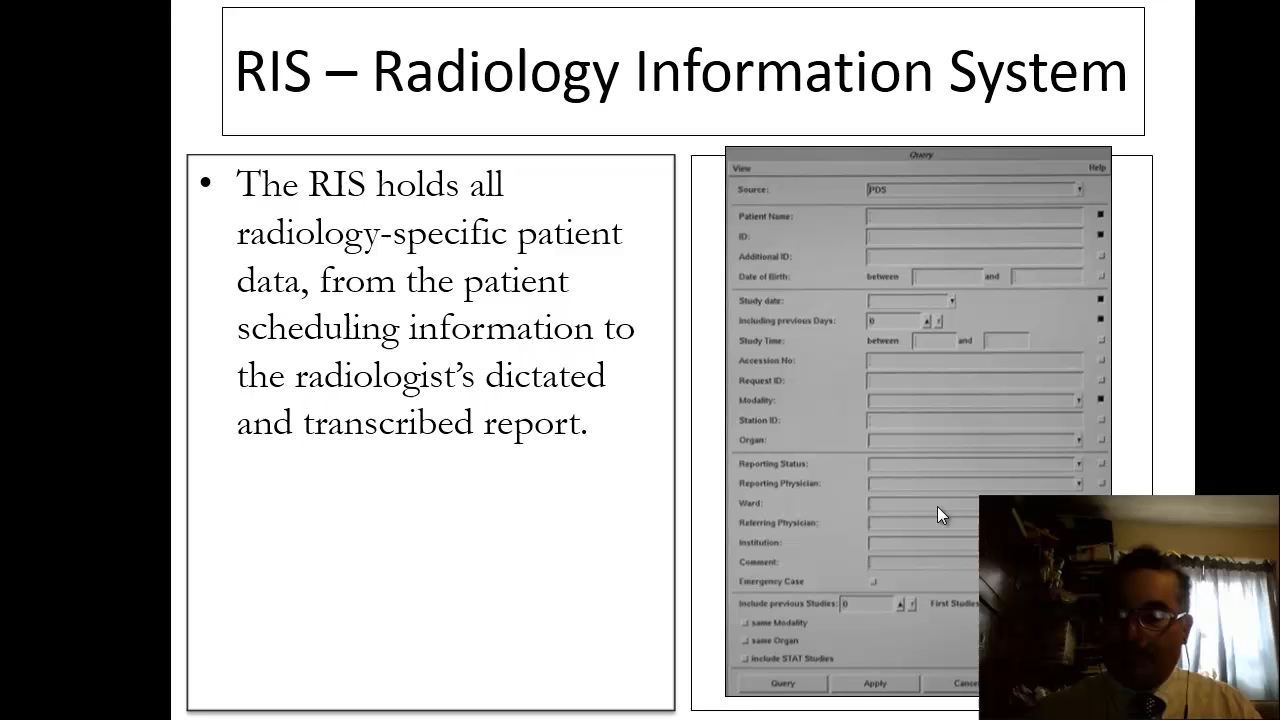 RIS – Radiology Information System
• The RIS holds all
radiology-specific patient
data, from the patient
scheduling information to
the radiologist’s dictated
and transcribed report.
Query
View Help
Source: PDS
Patient Name:
ID:
Additional ID:
Date of Birth: between and
Study date:
Including previous Days: 0
Study Time: between and
Accession No:
Request ID:
Modality:
Station ID:
Organ:
Reporting Status:
Reporting Physician:
Ward:
Referring Physician:
Institution:
Comment:
Emergency Case
Include previous Studies: 0 First Studies
same Modality
same Organ
include STAT Studies
Query Apply Cance